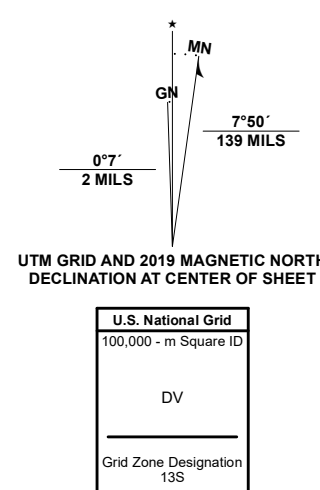 ★
MN
GN
7°50´
139 MILS
0°7´
2 MILS
UTM GRID AND 2019 MAGNETIC NORTH
DECLINATION AT CENTER OF SHEET
U.S. National Grid
100,000 - m Square ID
DV
Grid Zone Designation
13S